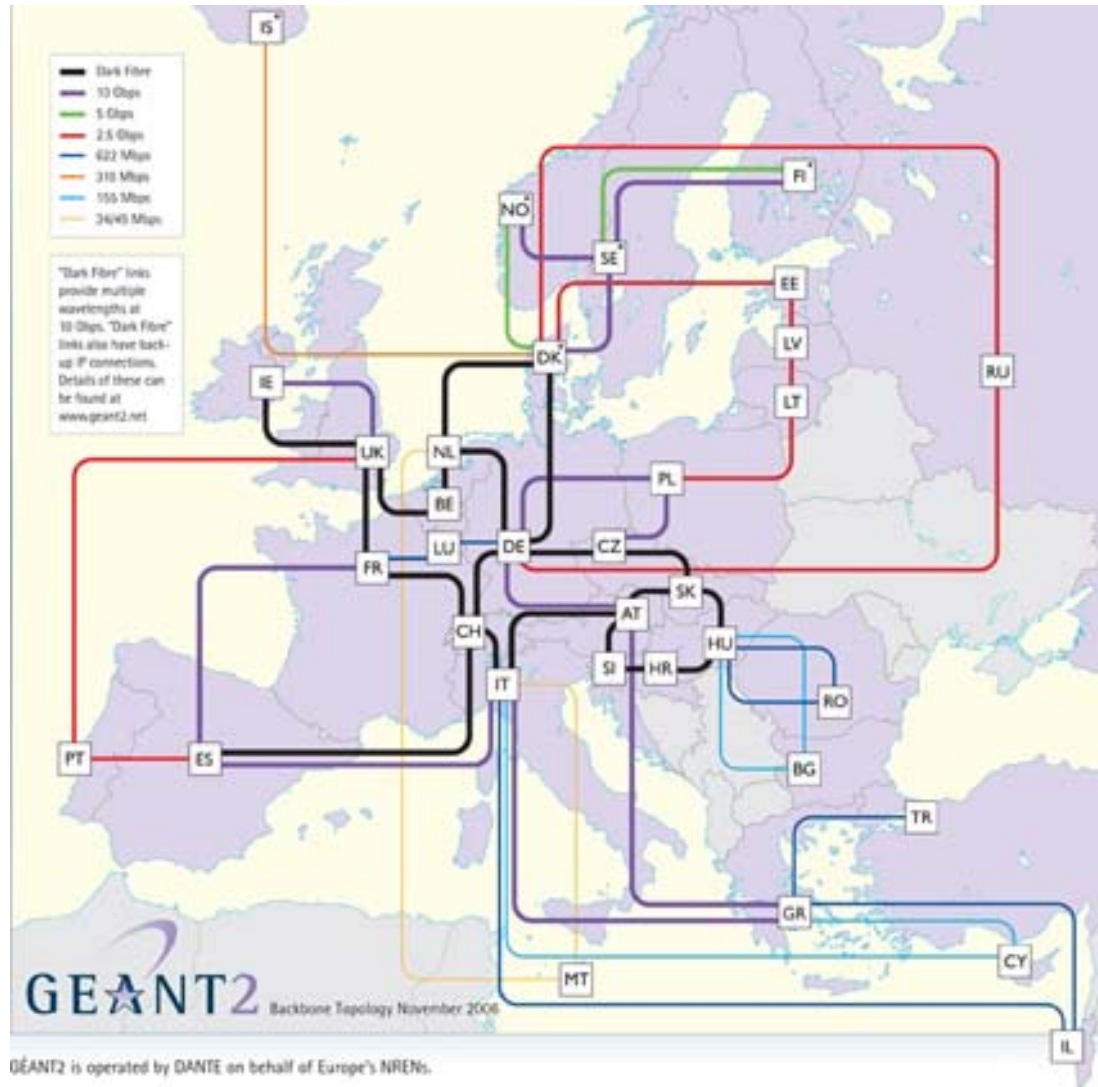 IS*
Dark Fibre
10 Gbps
5 Gbps
2.5 Gbps
622 Mbps
310 Mbps
155 Mbps
34/45 Mbps
"Dark Fibre" links
provide multiple
wavelengths at
10 Gbps. "Dark Fibre"
links also have back-
up IP connections.
Details of these can
be found at
www.geant2.net
FI*
NO*
SE*
EE
LV
DK*
RU
IE
LT
UK
NL
PL
BE
LU
DE
CZ
FR
SK
AT
CH
HU
SI
HR
IT
RO
PT
ES
BG
TR
GR
CY
MT
GEANT2
Backbone Topology November 2006
IL
GÉANT2 is operated by DANTE on behalf of Europe's NRENs.